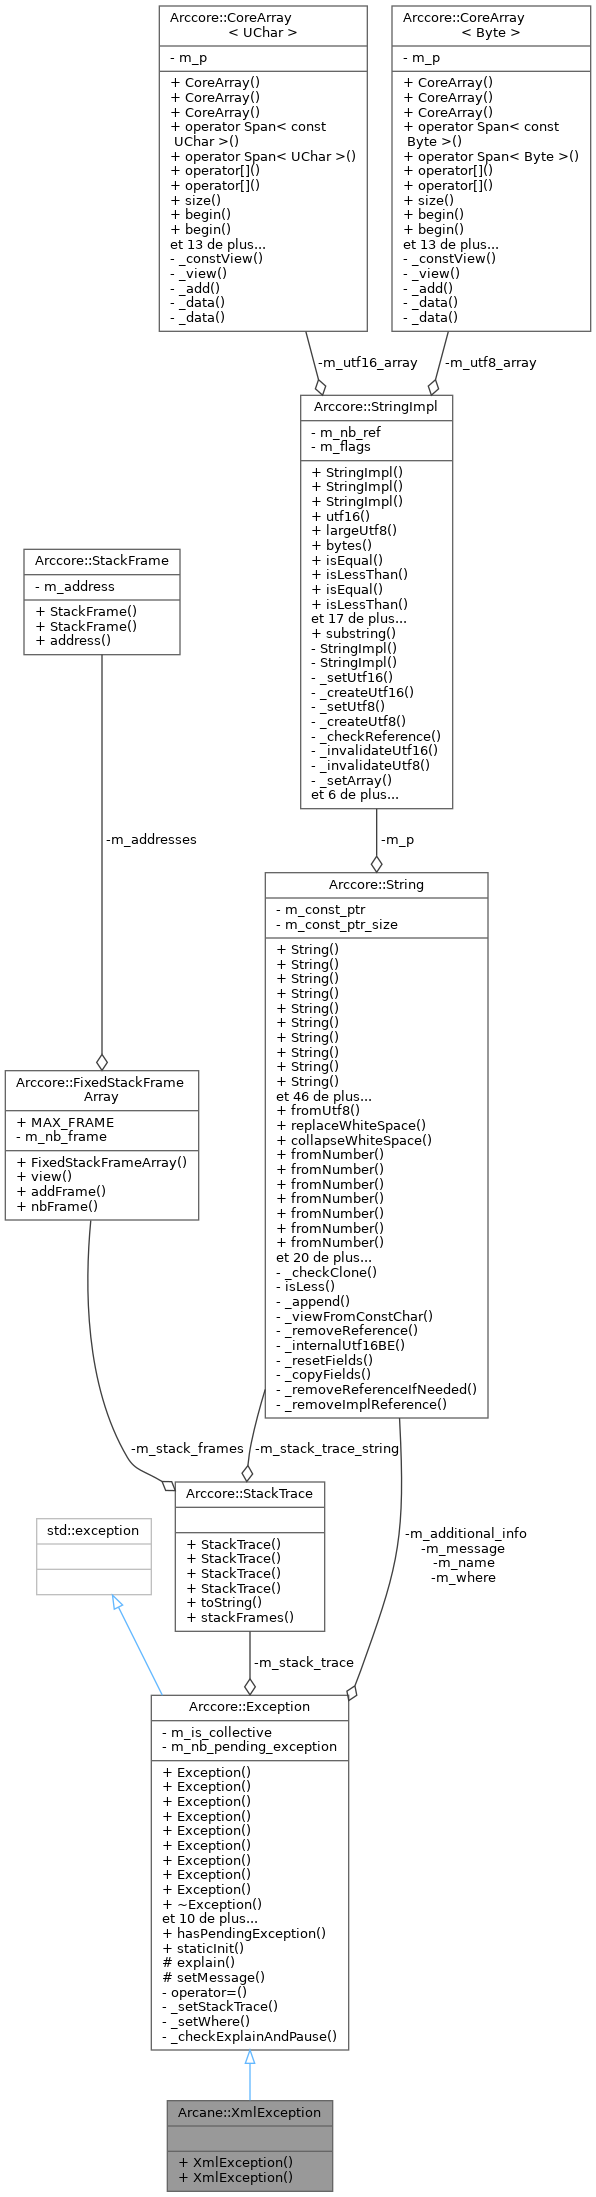 Arccore::CoreArray
< UChar >
- m_p
+ CoreArray()
+ CoreArray()
+ CoreArray()
+ operator Span< const
UChar >()
+ operator Span< UChar >()
+ operator[]()
+ operator[]()
+ size()
+ begin()
+ begin()
et 13 de plus...
- _constView()
- _view()
- _add()
- _data()
- _data()
Arccore::CoreArray
< Byte >
- m_p
+ CoreArray()
+ CoreArray()
+ CoreArray()
+ operator Span< const
Byte >()
+ operator Span< Byte >()
+ operator[]()
+ operator[]()
+ size()
+ begin()
+ begin()
et 13 de plus...
- _constView()
- _view()
- _add()
- _data()
- _data()
-m_utf16_array
-m_utf8_array
Arccore::StringImpl
- m_nb_ref
- m_flags
+ StringImpl()
+ StringImpl()
+ StringImpl()
+ utf16()
+ largeUtf8()
+ bytes()
+ isEqual()
+ isLessThan()
+ isEqual()
+ isLessThan()
et 17 de plus...
+ substring()
- StringImpl()
- StringImpl()
- _setUtf16()
- _createUtf16()
- _setUtf8()
- _createUtf8()
- _checkReference()
- _invalidateUtf16()
- _invalidateUtf8()
- _setArray()
et 6 de plus...
Arccore::StackFrame
- m_address
+ StackFrame()
+ StackFrame()
+ address()
-m_addresses
-m_p
Arccore::String
- m_const_ptr
- m_const_ptr_size
+ String()
+ String()
+ String()
+ String()
+ String()
+ String()
+ String()
+ String()
+ String()
+ String()
et 46 de plus...
+ fromUtf8()
+ replaceWhiteSpace()
+ collapseWhiteSpace()
+ fromNumber()
+ fromNumber()
+ fromNumber()
+ fromNumber()
+ fromNumber()
+ fromNumber()
+ fromNumber()
et 20 de plus...
- _checkClone()
- isLess()
- _append()
- _viewFromConstChar()
- _removeReference()
- _internalUtf16BE()
- _resetFields()
- _copyFields()
- _removeReferenceIfNeeded()
- _removeImplReference()
Arccore::FixedStackFrame
Array
+ MAX_FRAME
- m_nb_frame
+ FixedStackFrameArray()
+ view()
+ addFrame()
+ nbFrame()
-m_stack_frames
-m_stack_trace_string
Arccore::StackTrace
+ StackTrace()
+ StackTrace()
+ StackTrace()
+ StackTrace()
+ toString()
+ stackFrames()
std::exception
-m_additional_info
-m_message
-m_name
-m_where
-m_stack_trace
Arccore::Exception
- m_is_collective
- m_nb_pending_exception
+ Exception()
+ Exception()
+ Exception()
+ Exception()
+ Exception()
+ Exception()
+ Exception()
+ Exception()
+ Exception()
+ ~Exception()
et 10 de plus...
+ hasPendingException()
+ staticInit()
# explain()
# setMessage()
- operator=()
- _setStackTrace()
- _setWhere()
- _checkExplainAndPause()
Arcane::XmlException
+ XmlException()
+ XmlException()